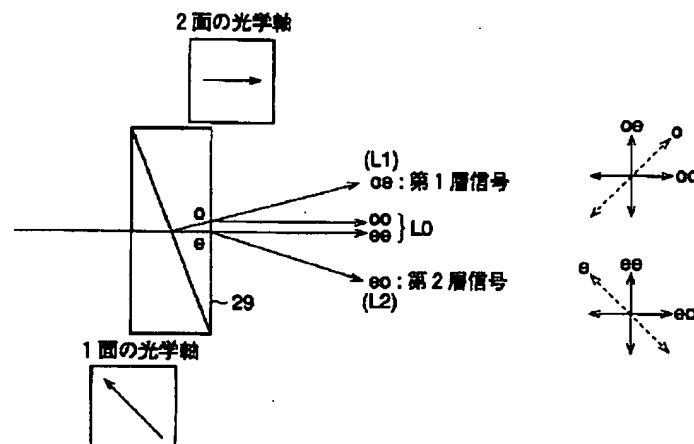 2面の光学軸
(L1)
oe:第1層信号
o
oo
ee
}L0
e
eo:第2層信号
(L2)
29
1面の光学軸
oe
o
oo
e
ee
eo